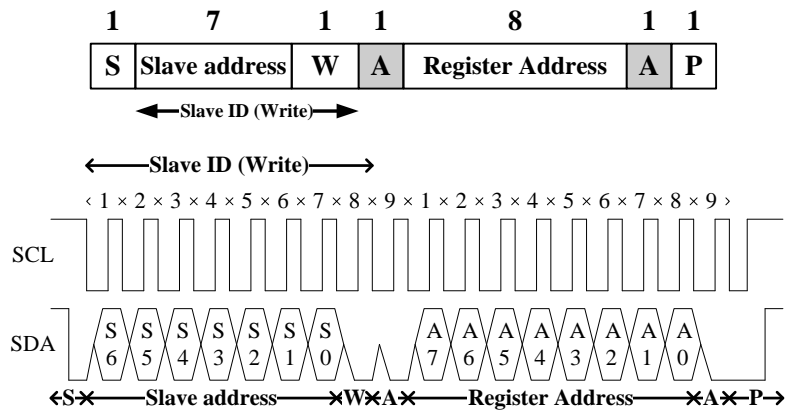 1 7 1 1 8 1 1
S Slave address W A Register Address A P
Slave ID (Write)
Slave ID (Write)
‹ 1 × 2 × 3 × 4 × 5 × 6 × 7 × 8 × 9 × 1 × 2 × 3 × 4 × 5 × 6 × 7 × 8 × 9 ›
SCL
SDA
S S S S S S S A A A A A A A A
6 5 4 3 2 1 0 7 6 5 4 3 2 1 0
S Slave address W A Register Address A P